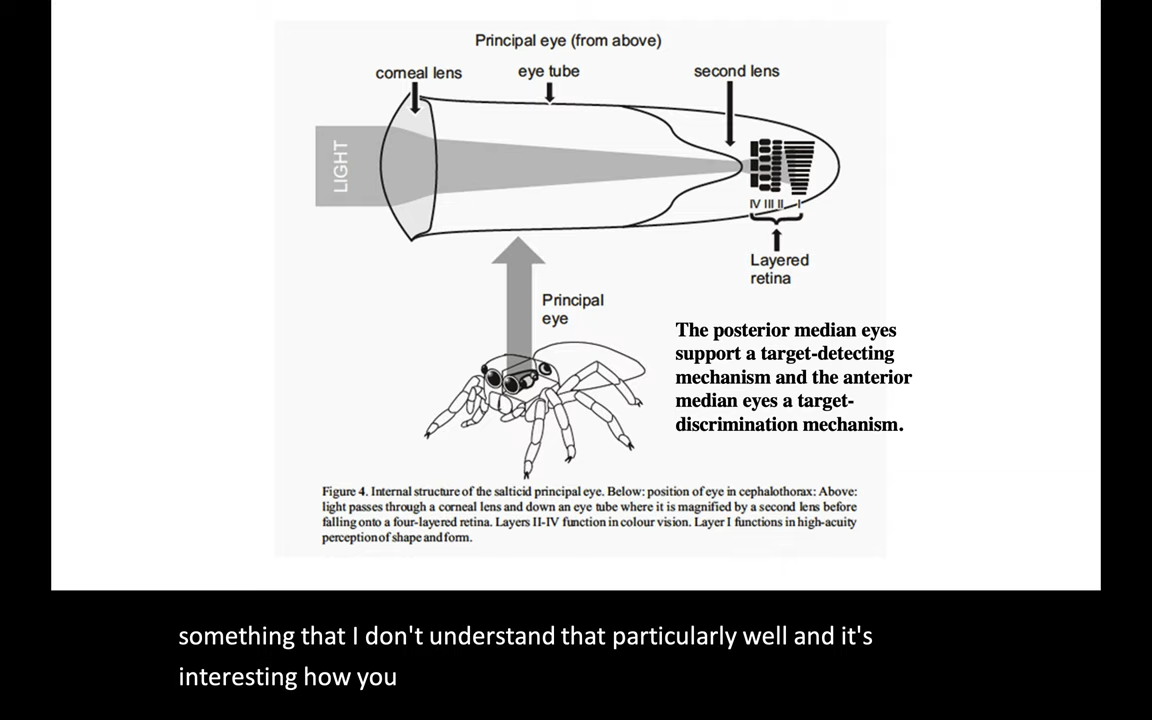 Principal eye (from above)
corneal lens
eye tube
second lens
LIGHT
IV III II I
Layered
retina
Principal
eye
The posterior median eyes
support a target-detecting
mechanism and the anterior
median eyes a target-
discrimination mechanism.
Figure 4. Internal structure of the salticid principal eye. Below: position of eye in cephalothorax: Above:
light passes through a corneal lens and down an eye tube where it is magnified by a second lens before
falling onto a four-layered retina. Layers II-IV function in colour vision. Layer I functions in high-acuity
perception of shape and form.
something that I don't understand that particularly well and it's
interesting how you